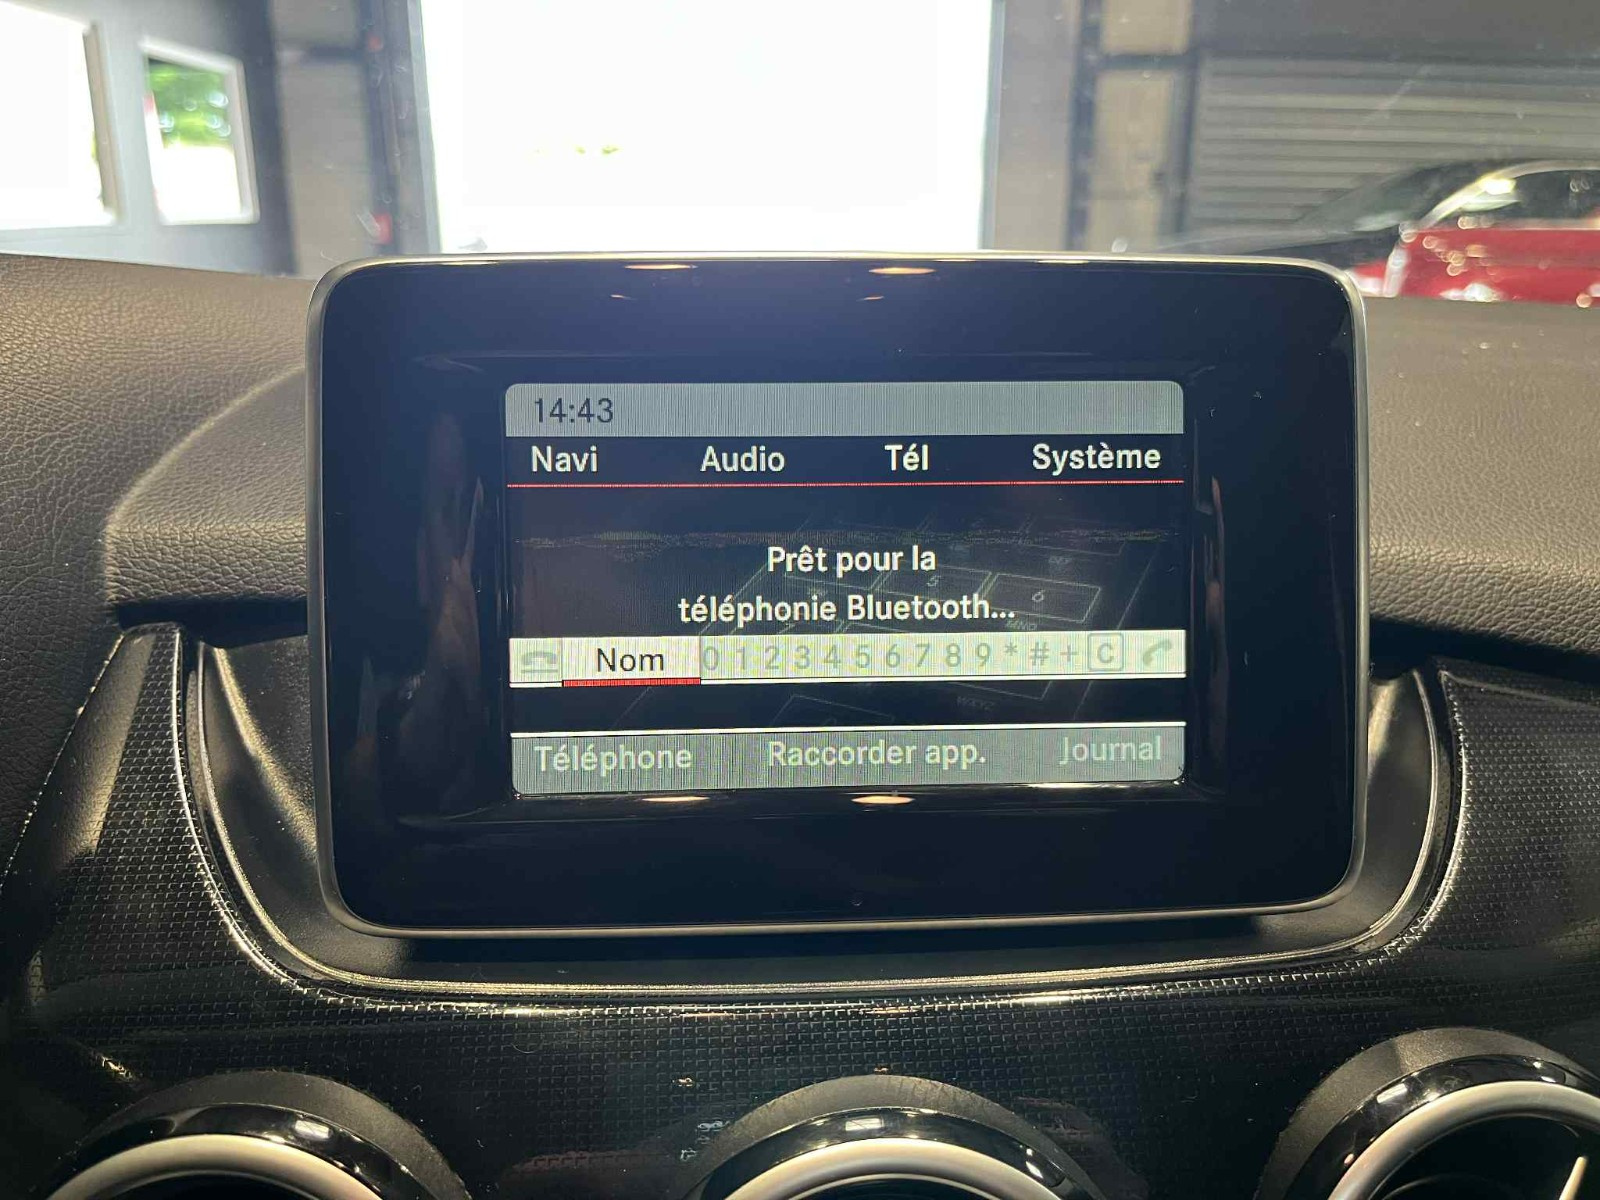 14:43
Navi Audio Tél Système
Prêt pour la
téléphonie Bluetooth...
Nom 0 1 2 3 4 5 6 7 8 9 * # + C
Téléphone Raccorder app. Journal